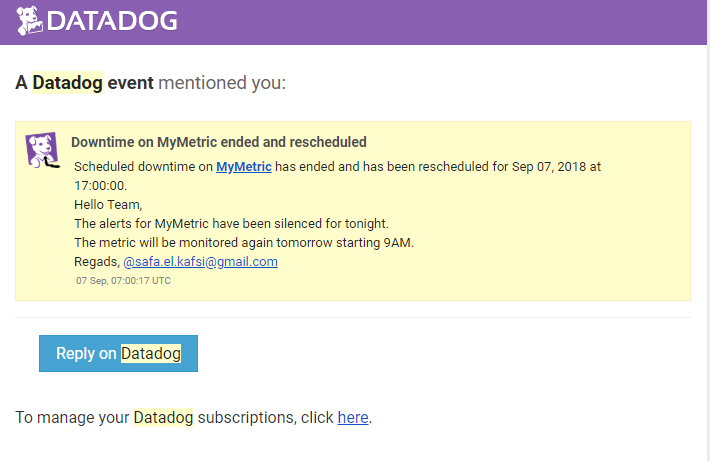 DATADOG
A Datadog event mentioned you:
Downtime on MyMetric ended and rescheduled
Scheduled downtime on MyMetric has ended and has been rescheduled for Sep 07, 2018 at
17:00:00.
Hello Team,
The alerts for MyMetric have been silenced for tonight.
The metric will be monitored again tomorrow starting 9AM.
Regads, @safa.el.kafsi@gmail.com
07 Sep, 07:00:17 UTC
Reply on Datadog
To manage your Datadog subscriptions, click here.